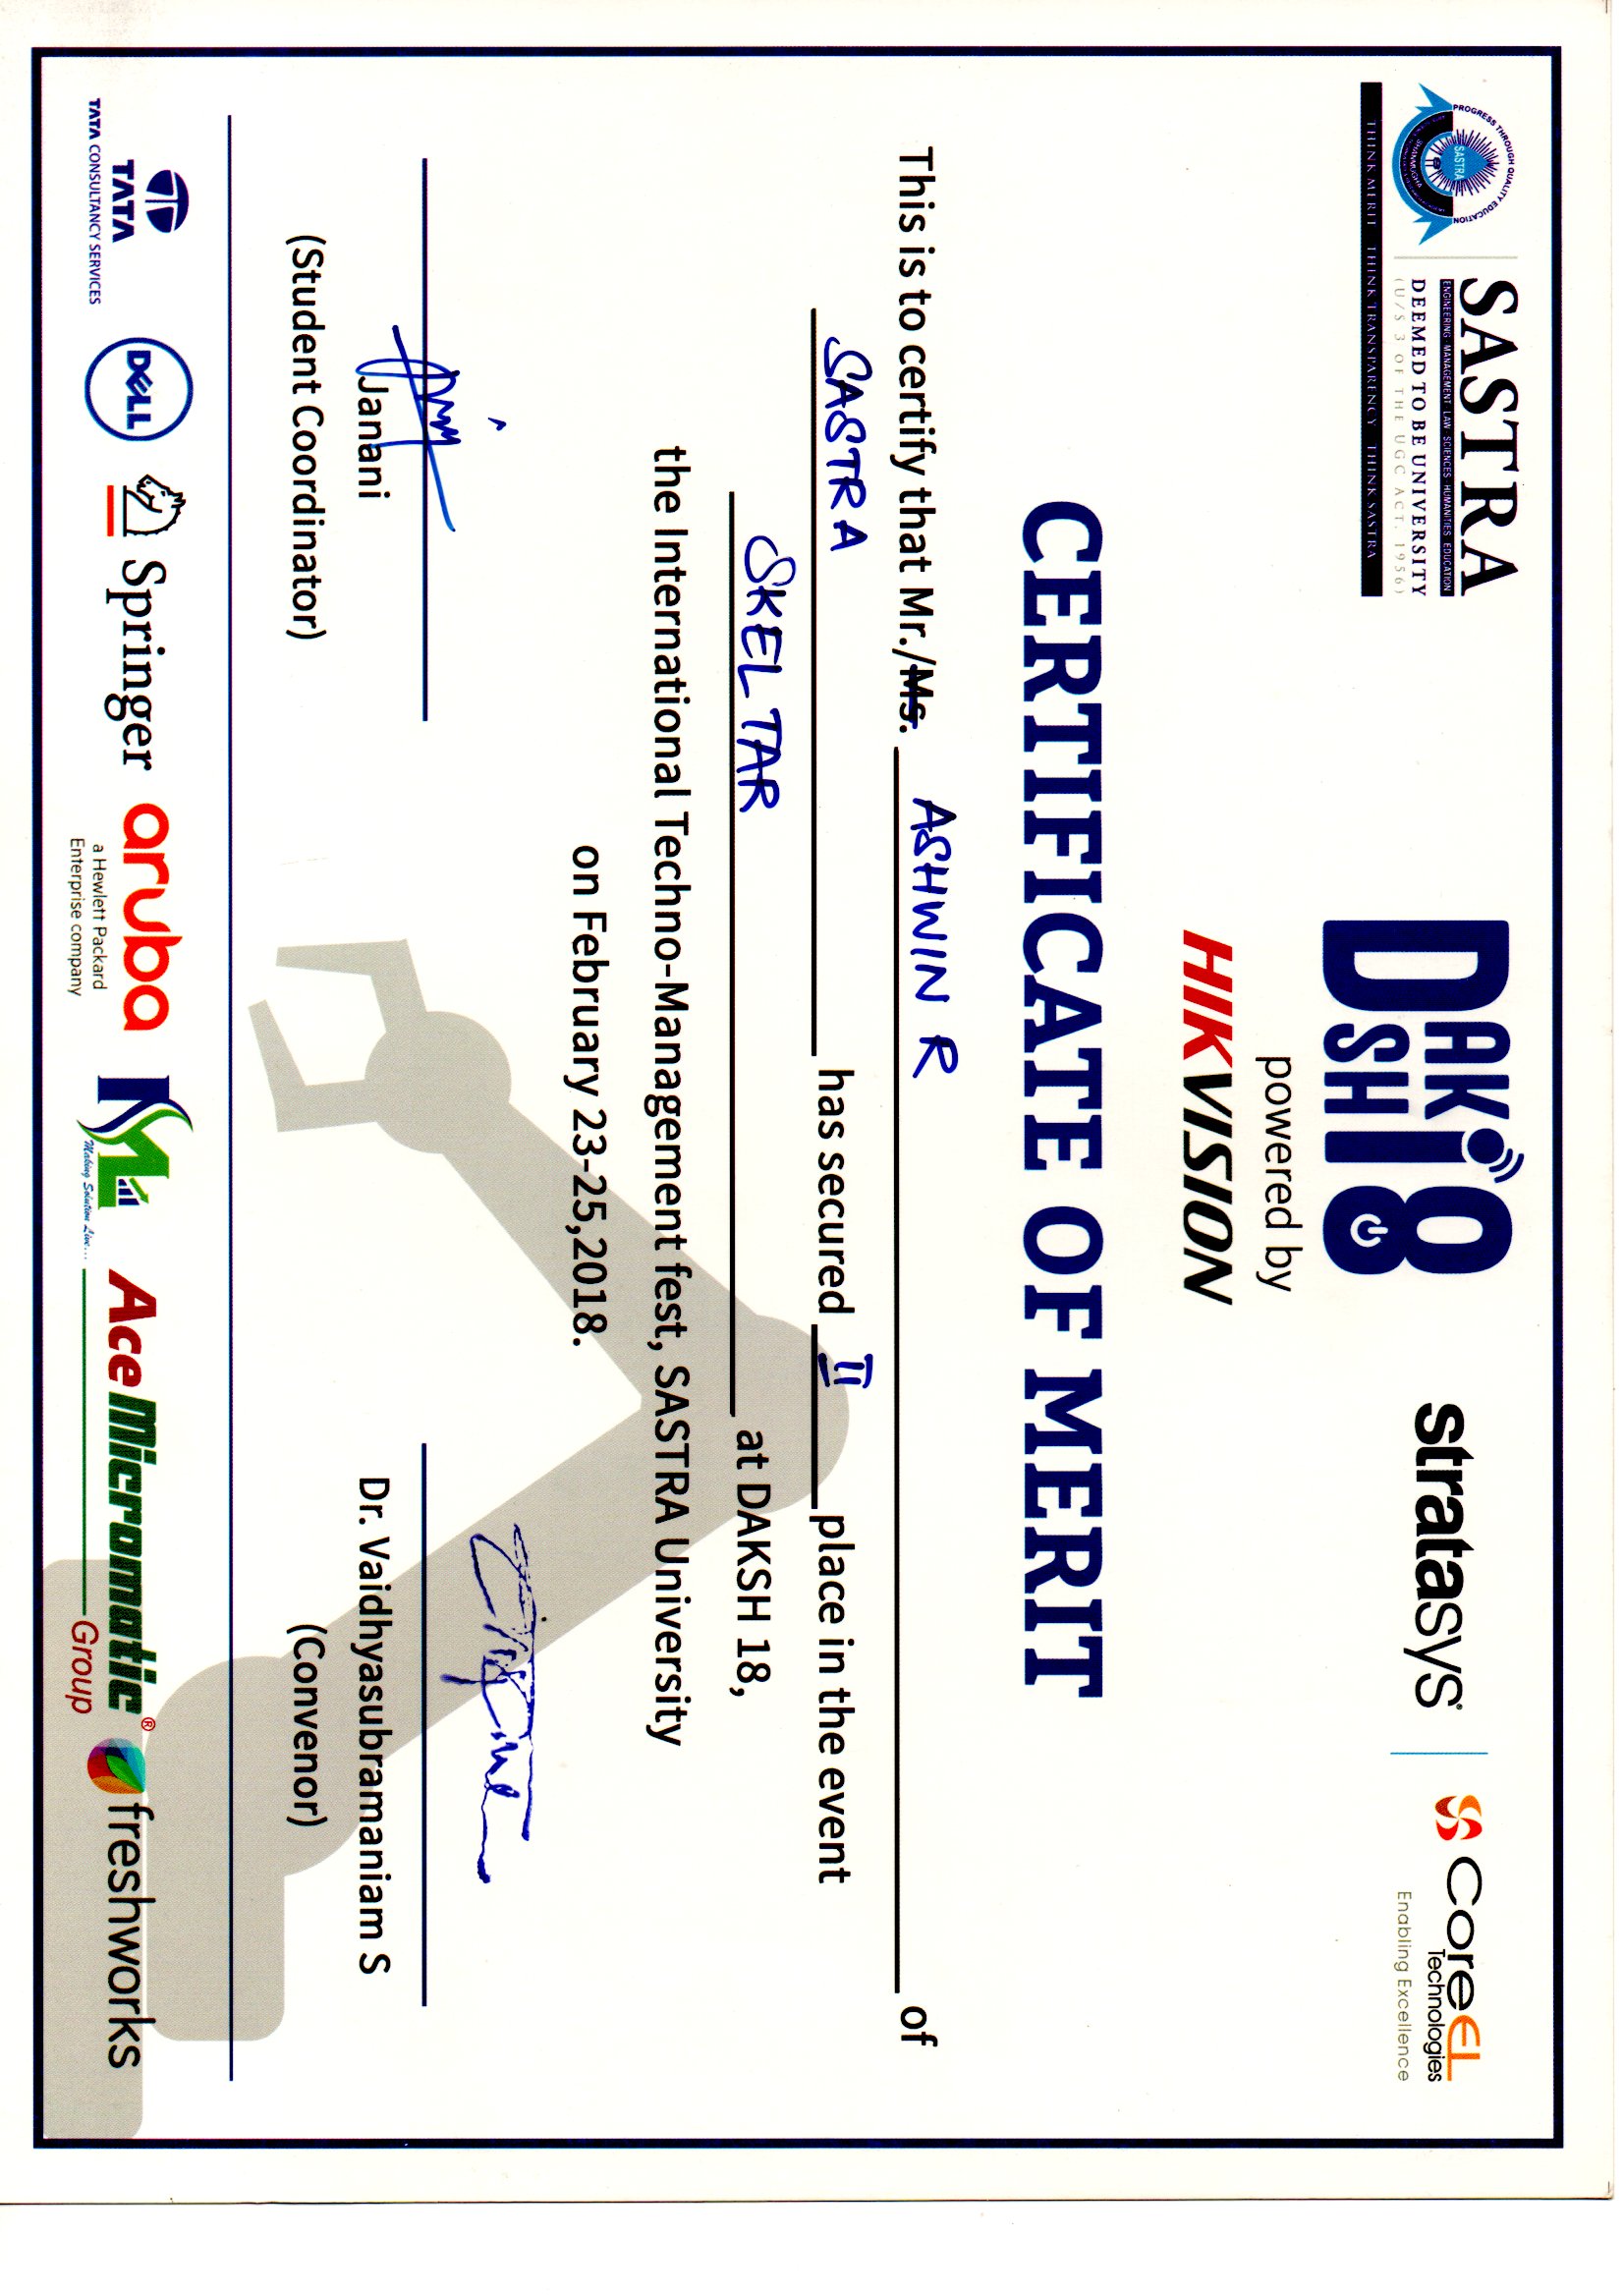 PROGRESS THROUGH QUALITY EDUCATION
SASTRA
SHANMUGHA
SASTRA
ENGINEERING · MANAGEMENT · LAW · SCIENCES · HUMANITIES · EDUCATION
DEEMED TO BE UNIVERSITY
(U/S 3 OF THE UGC ACT, 1956)
THINK MERIT THINK TRANSPARENCY THINK SASTRA
DAKSH 18
powered by
HIKVISION
stratasys
CoreEL
Technologies
Enabling Excellence
CERTIFICATE OF MERIT
This is to certify that Mr./Ms. ASHWIN R of
SASTRA has secured II place in the event
SKELTAR at DAKSH 18,
the International Techno-Management fest, SASTRA University
on February 23-25,2018.
Janani
(Student Coordinator)
Dr. Vaidhyasubramaniam S
(Convenor)
TATA
TATA CONSULTANCY SERVICES
DELL
Springer
aruba
a Hewlett Packard
Enterprise company
Making Solution Live...
Ace Micromatic®
Group
freshworks